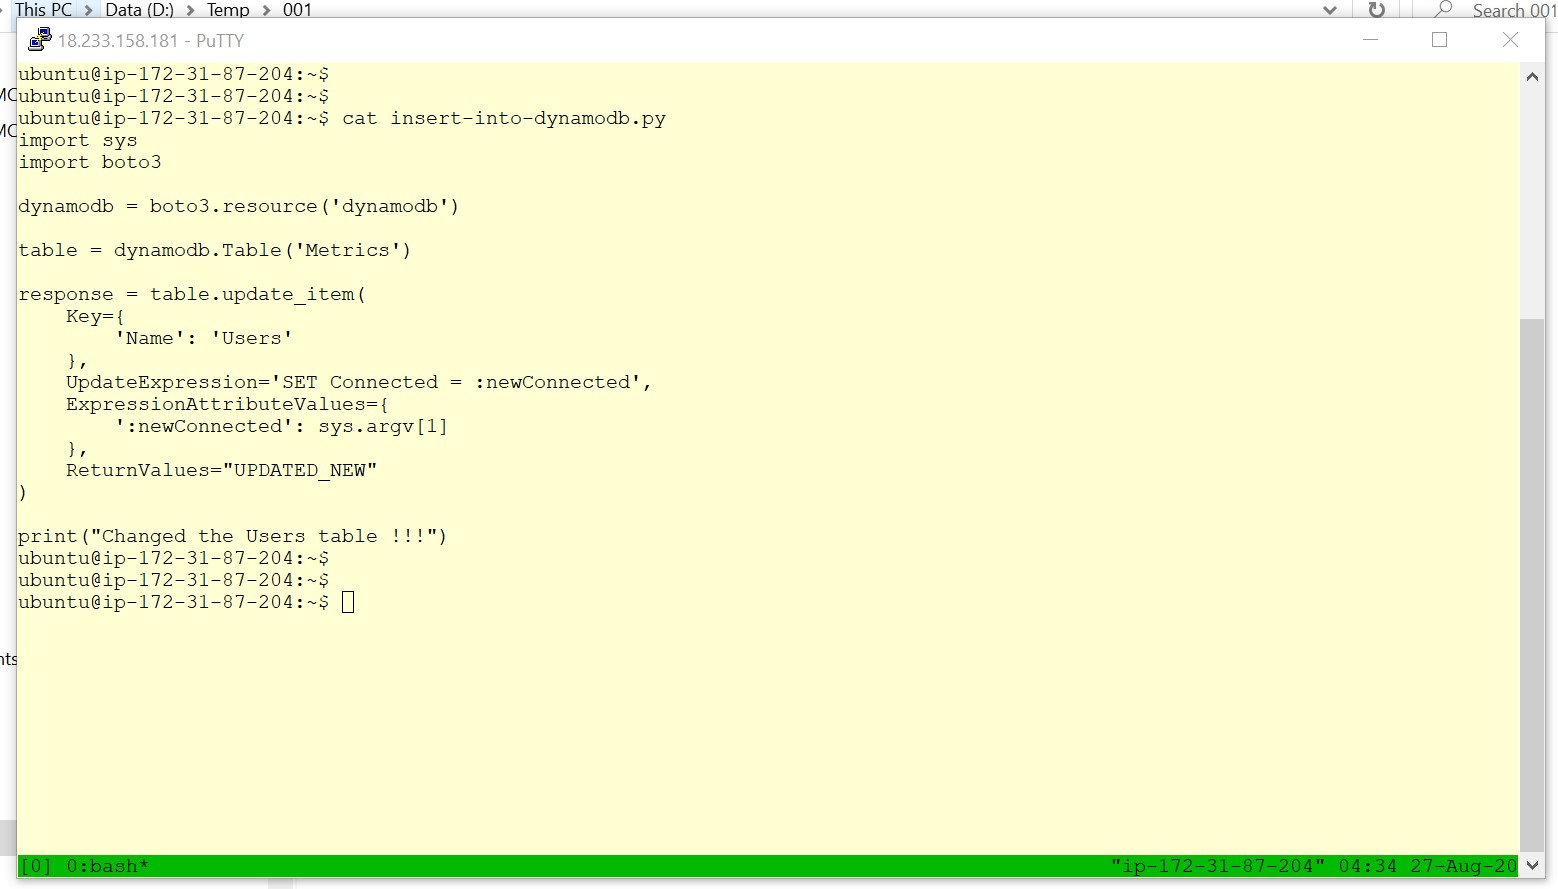 This PC > Data (D:) > Temp > 001
Search 001
18.233.158.181 - PuTTY
ubuntu@ip-172-31-87-204:~$
ubuntu@ip-172-31-87-204:~$
ubuntu@ip-172-31-87-204:~$ cat insert-into-dynamodb.py
import sys
import boto3
dynamodb = boto3.resource('dynamodb')
table = dynamodb.Table('Metrics')
response = table.update_item(
    Key={
        'Name': 'Users'
    },
    UpdateExpression='SET Connected = :newConnected',
    ExpressionAttributeValues={
        ':newConnected': sys.argv[1]
    },
    ReturnValues="UPDATED_NEW"
)
print("Changed the Users table !!!")
ubuntu@ip-172-31-87-204:~$
ubuntu@ip-172-31-87-204:~$
ubuntu@ip-172-31-87-204:~$
[0] 0:bash*
"ip-172-31-87-204" 04:34 27-Aug-20